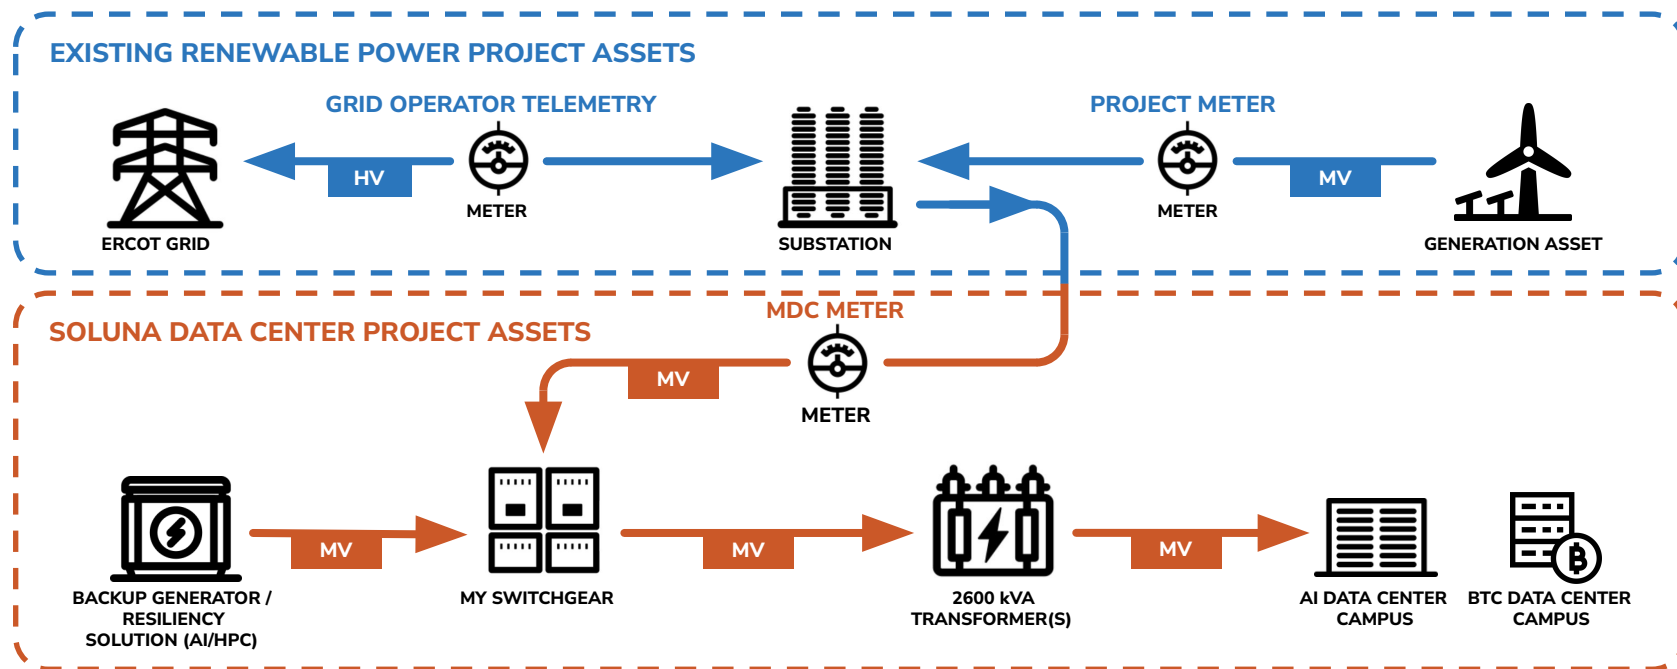 EXISTING RENEWABLE POWER PROJECT ASSETS
GRID OPERATOR TELEMETRY
PROJECT METER
HV
MV
METER
METER
ERCOT GRID
SUBSTATION
GENERATION ASSET
MDC METER
SOLUNA DATA CENTER PROJECT ASSETS
MV
METER
MV
MV
MV
BACKUP GENERATOR /
RESILIENCY
SOLUTION (AI/HPC)
MY SWITCHGEAR
2600 kVA
TRANSFORMER(S)
AI DATA CENTER
CAMPUS
BTC DATA CENTER
CAMPUS